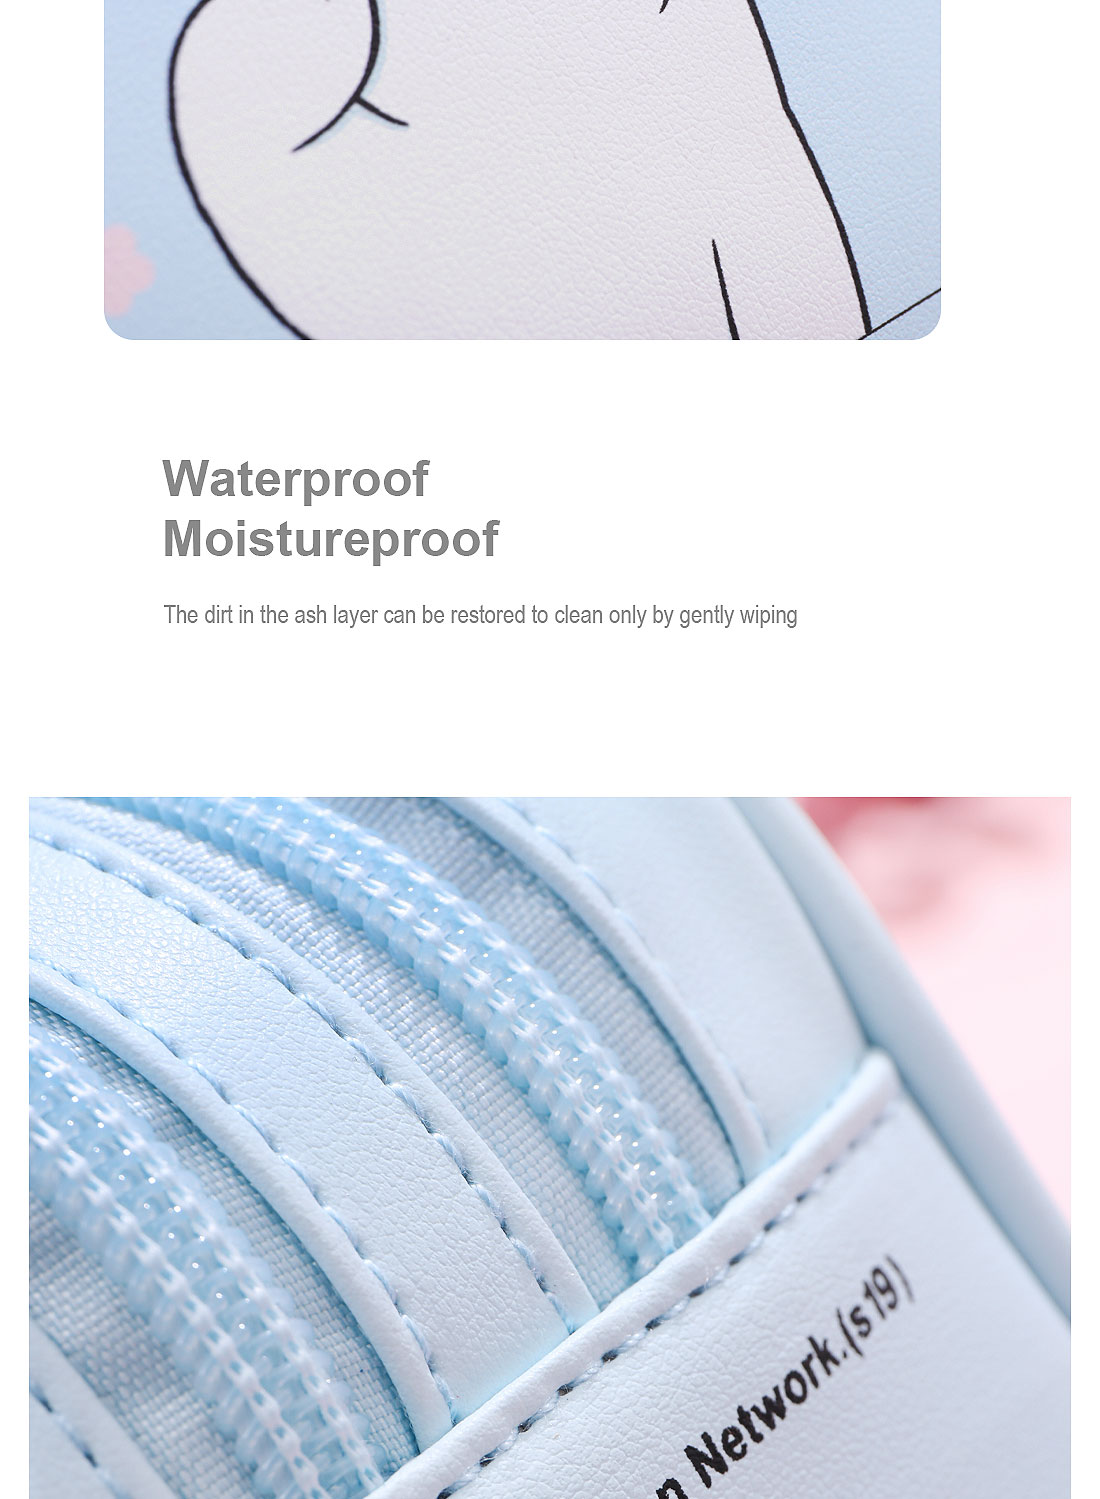 Waterproof
Moistureproof
The dirt in the ash layer can be restored to clean only by gently wiping
n Network.(s19)